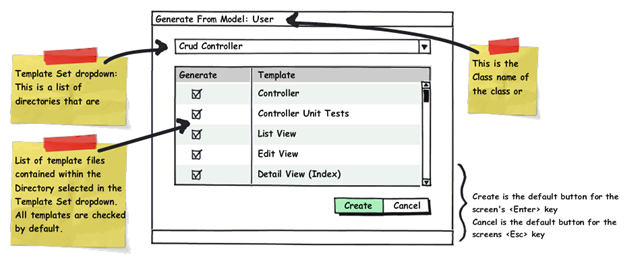 Generate From Model: User
Crud Controller
Generate Template
Controller
Controller Unit Tests
List View
Edit View
Detail View (Index)
Create Cancel
Template Set dropdown:
This is a list of
directories that are
List of template files
contained within the
Directory selected in the
Template Set dropdown.
All templates are checked
by default.
This is the
Class name of
the class or
Create is the default button for the
screen's <Enter> key
Cancel is the default button for the
screens <Esc> key